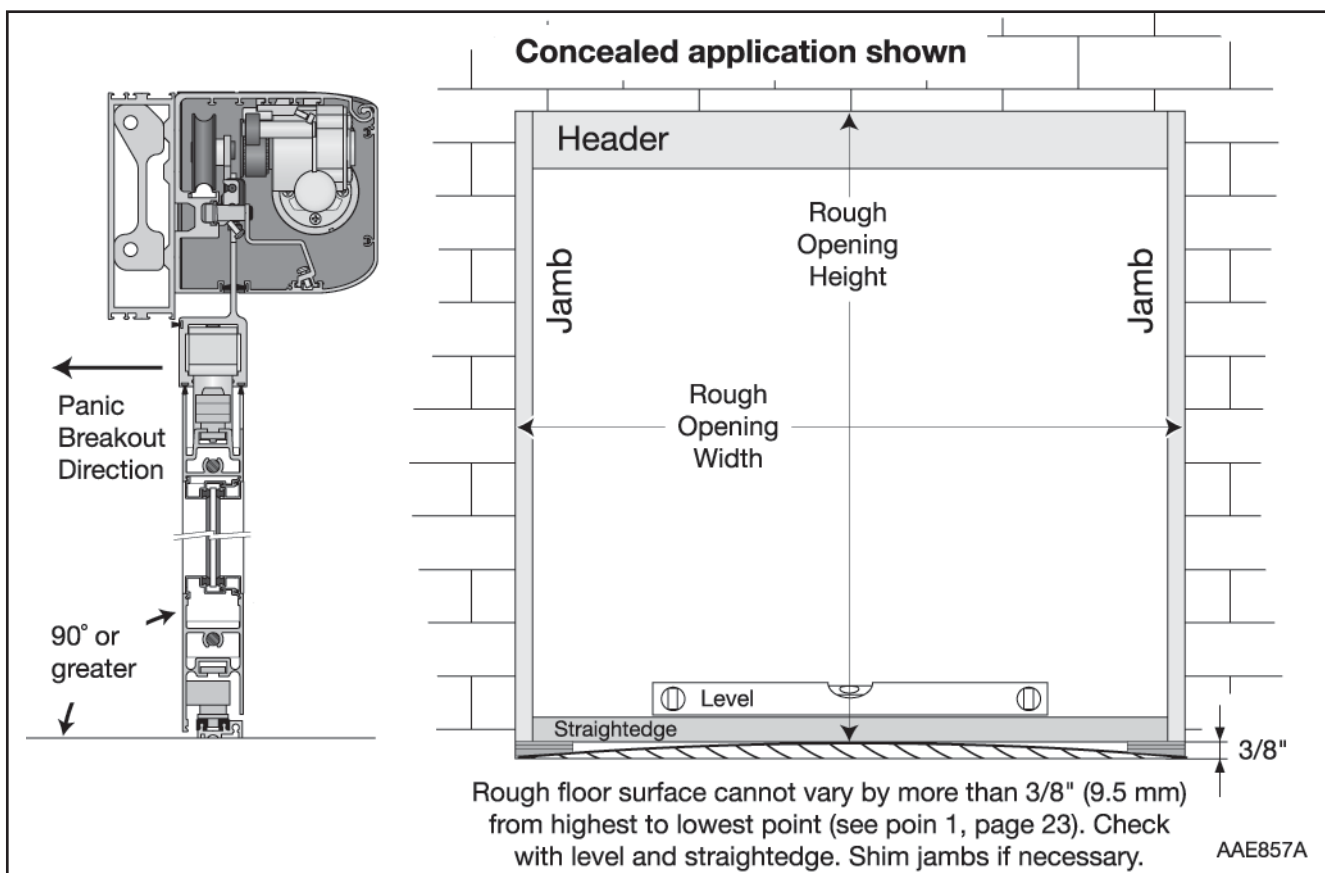 Concealed application shown
Header
Rough
Opening
Height
Jamb
Jamb
Rough
Opening
Width
Panic
Breakout
Direction
90° or
greater
Level
Straightedge
3/8"
Rough floor surface cannot vary by more than 3/8" (9.5 mm)
from highest to lowest point (see poin 1, page 23). Check
with level and straightedge. Shim jambs if necessary.
AAE857A